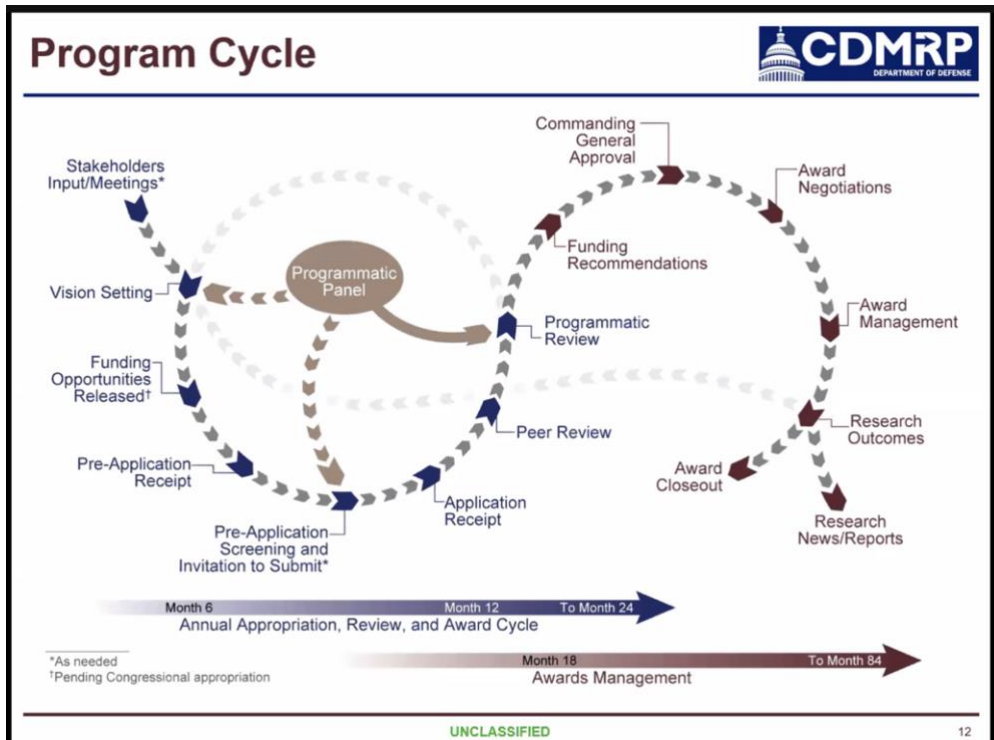 Program Cycle
CDMRP
DEPARTMENT OF DEFENSE
Stakeholders
Input/Meetings*
Vision Setting
Funding
Opportunities
Released†
Pre-Application
Receipt
Pre-Application
Screening and
Invitation to Submit*
Application
Receipt
Peer Review
Programmatic
Review
Programmatic
Panel
Funding
Recommendations
Commanding
General
Approval
Award
Negotiations
Award
Management
Research
Outcomes
Award
Closeout
Research
News/Reports
Month 6
Month 12
To Month 24
Annual Appropriation, Review, and Award Cycle
Month 18
To Month 84
Awards Management
*As needed
†Pending Congressional appropriation
UNCLASSIFIED
12